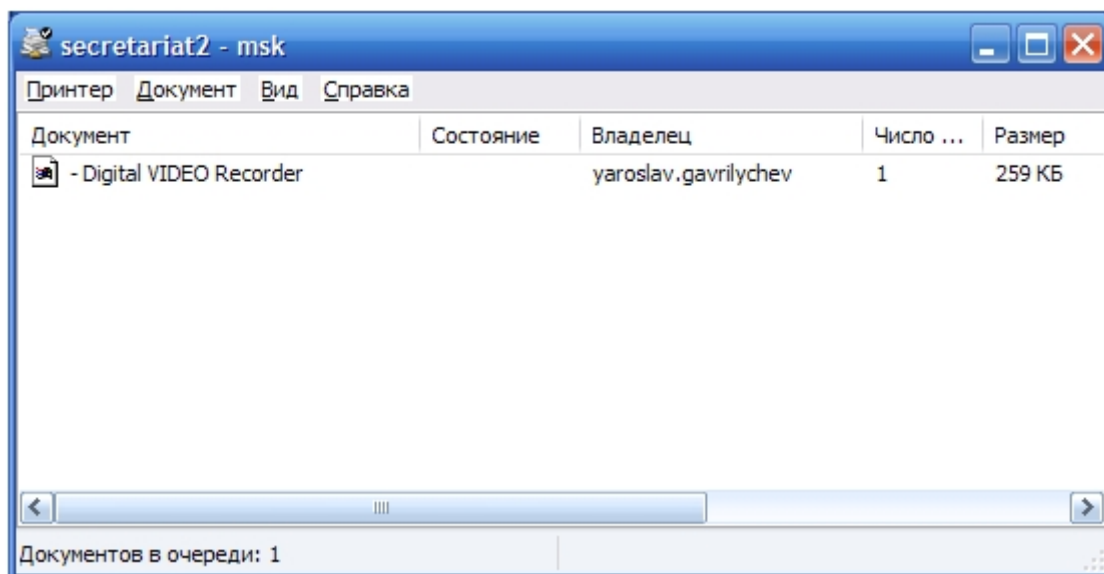 secretariat2 - msk
Принтер Документ Вид Справка
Документ Состояние Владелец Число ... Размер
- Digital VIDEO Recorder yaroslav.gavrilychev 1 259 КБ
Документов в очереди: 1